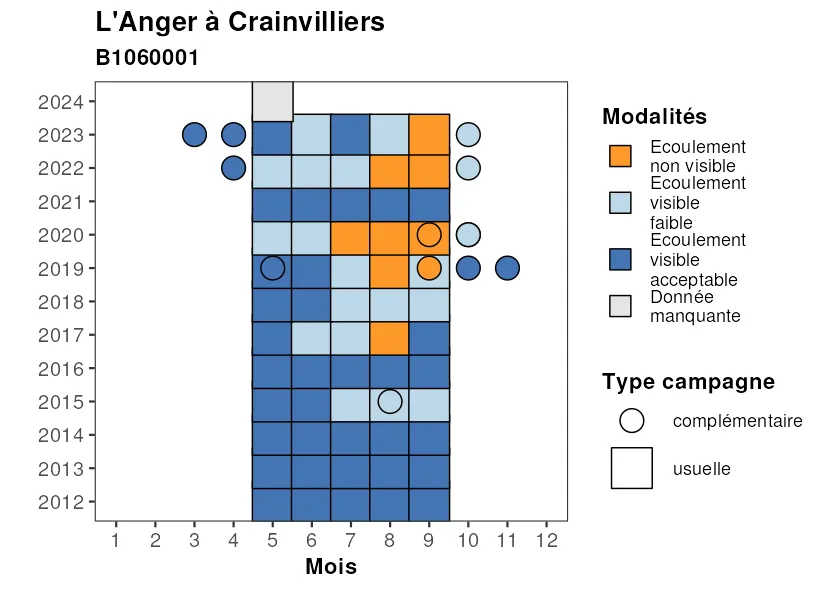 L'Anger à Crainvilliers
B1060001
2024
2023
2022
2021
2020
2019
2018
2017
2016
2015
2014
2013
2012
1 2 3 4 5 6 7 8 9 10 11 12
Mois
Modalités
Ecoulement
non visible
Ecoulement
visible
faible
Ecoulement
visible
acceptable
Donnée
manquante
Type campagne
complémentaire
usuelle